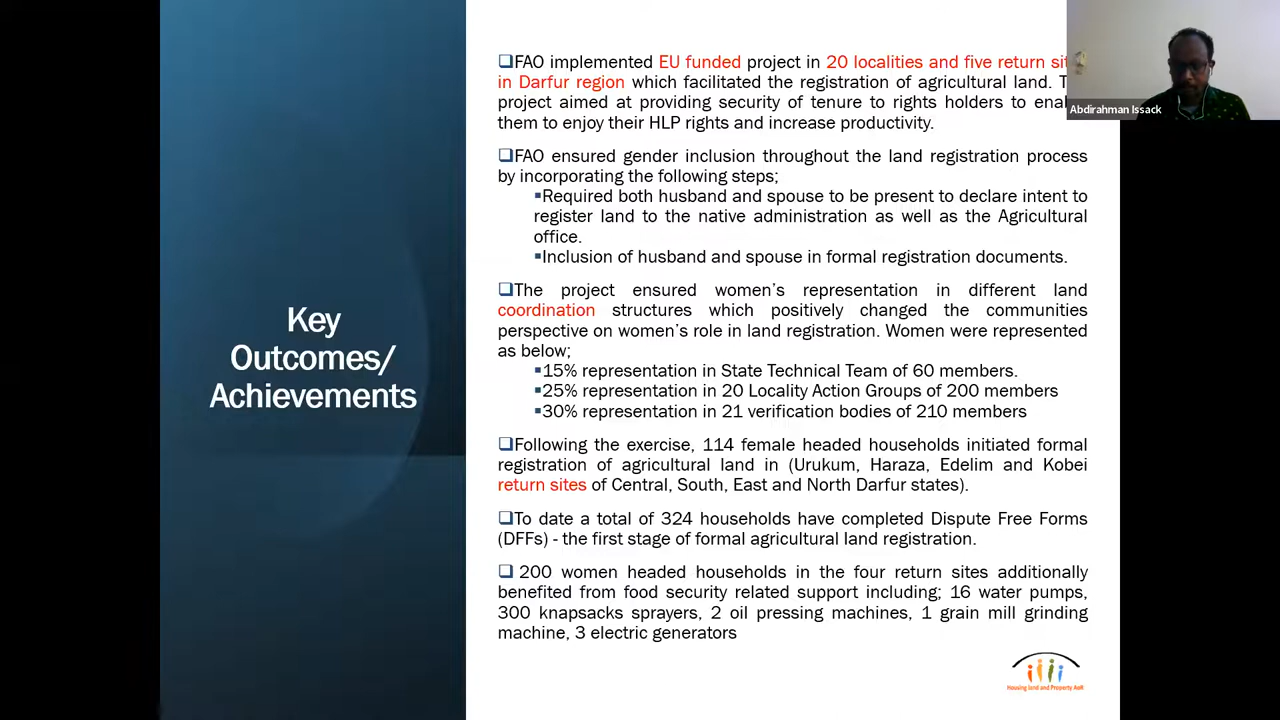 Key
Outcomes/
Achievements
❑FAO implemented EU funded project in 20 localities and five return
in Darfur region which facilitated the registration of agricultural land.
project aimed at providing security of tenure to rights holders to
them to enjoy their HLP rights and increase productivity.
❑FAO ensured gender inclusion throughout the land registration process
by incorporating the following steps;
▪Required both husband and spouse to be present to declare intent to
register land to the native administration as well as the Agricultural
office.
▪Inclusion of husband and spouse in formal registration documents.
❑The project ensured women's representation in different land
coordination structures which positively changed the communities
perspective on women's role in land registration. Women were represented
as below;
▪15% representation in State Technical Team of 60 members.
▪25% representation in 20 Locality Action Groups of 200 members
▪30% representation in 21 verification bodies of 210 members
❑Following the exercise, 114 female headed households initiated formal
registration of agricultural land in (Urukum, Haraza, Edelim and Kobei
return sites of Central, South, East and North Darfur states).
❑To date a total of 324 households have completed Dispute Free Forms
(DFFs) - the first stage of formal agricultural land registration.
❑ 200 women headed households in the four return sites additionally
benefited from food security related support including; 16 water pumps,
300 knapsacks sprayers, 2 oil pressing machines, 1 grain mill grinding
machine, 3 electric generators
Housing land and Property AoR
Abdirahman Issack